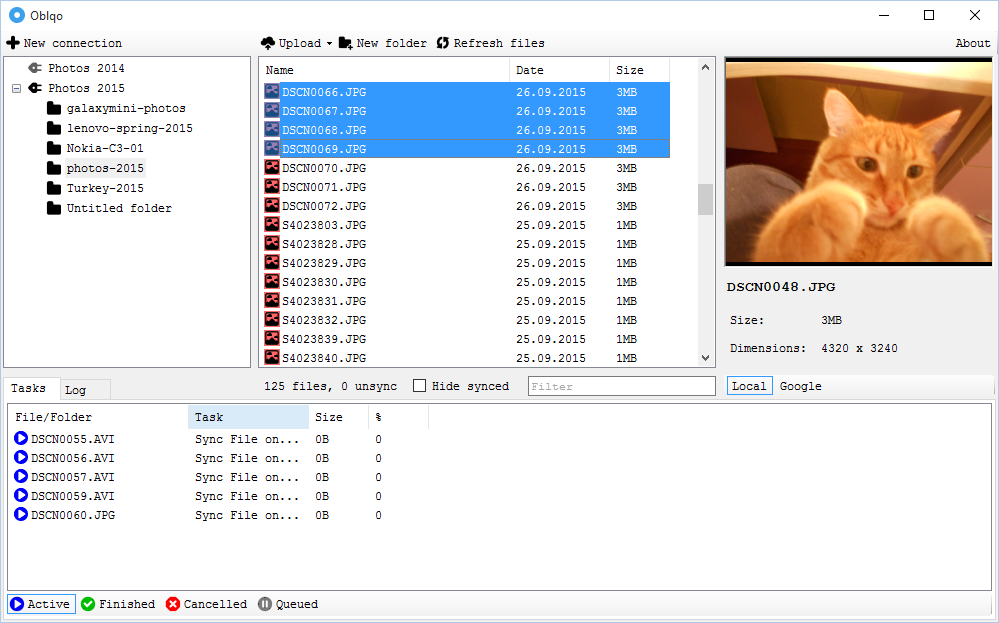 Oblqo
New connection
Upload New folder Refresh files
About
Photos 2014
Photos 2015
galaxymini-photos
lenovo-spring-2015
Nokia-C3-01
photos-2015
Turkey-2015
Untitled folder
Name Date Size
DSCN0066.JPG 26.09.2015 3MB
DSCN0067.JPG 26.09.2015 3MB
DSCN0068.JPG 26.09.2015 3MB
DSCN0069.JPG 26.09.2015 3MB
DSCN0070.JPG 26.09.2015 3MB
DSCN0071.JPG 26.09.2015 3MB
DSCN0072.JPG 26.09.2015 3MB
S4023803.JPG 25.09.2015 1MB
S4023828.JPG 25.09.2015 1MB
S4023829.JPG 25.09.2015 1MB
S4023830.JPG 25.09.2015 1MB
S4023831.JPG 25.09.2015 1MB
S4023832.JPG 25.09.2015 1MB
S4023839.JPG 25.09.2015 1MB
S4023840.JPG 25.09.2015 1MB
DSCN0048.JPG
Size: 3MB
Dimensions: 4320 x 3240
125 files, 0 unsync Hide synced Filter
Local Google
Tasks Log
File/Folder Task Size %
DSCN0055.AVI Sync File on... 0B 0
DSCN0056.AVI Sync File on... 0B 0
DSCN0057.AVI Sync File on... 0B 0
DSCN0059.AVI Sync File on... 0B 0
DSCN0060.JPG Sync File on... 0B 0
Active Finished Cancelled Queued